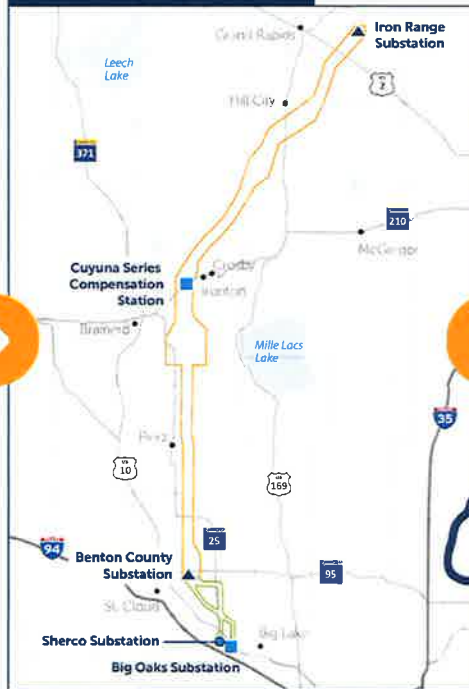 Grand Rapids
Iron Range
Substation
Leech
Lake
2
Hill City
371
210
McGregor
Cuyuna Series
Compensation
Station
Crosby
Ironton
Brainerd
Mille Lacs
Lake
35
Pierz
10
169
94
25
Benton County
Substation
95
St. Cloud
Sherco Substation
Big Lake
Big Oaks Substation